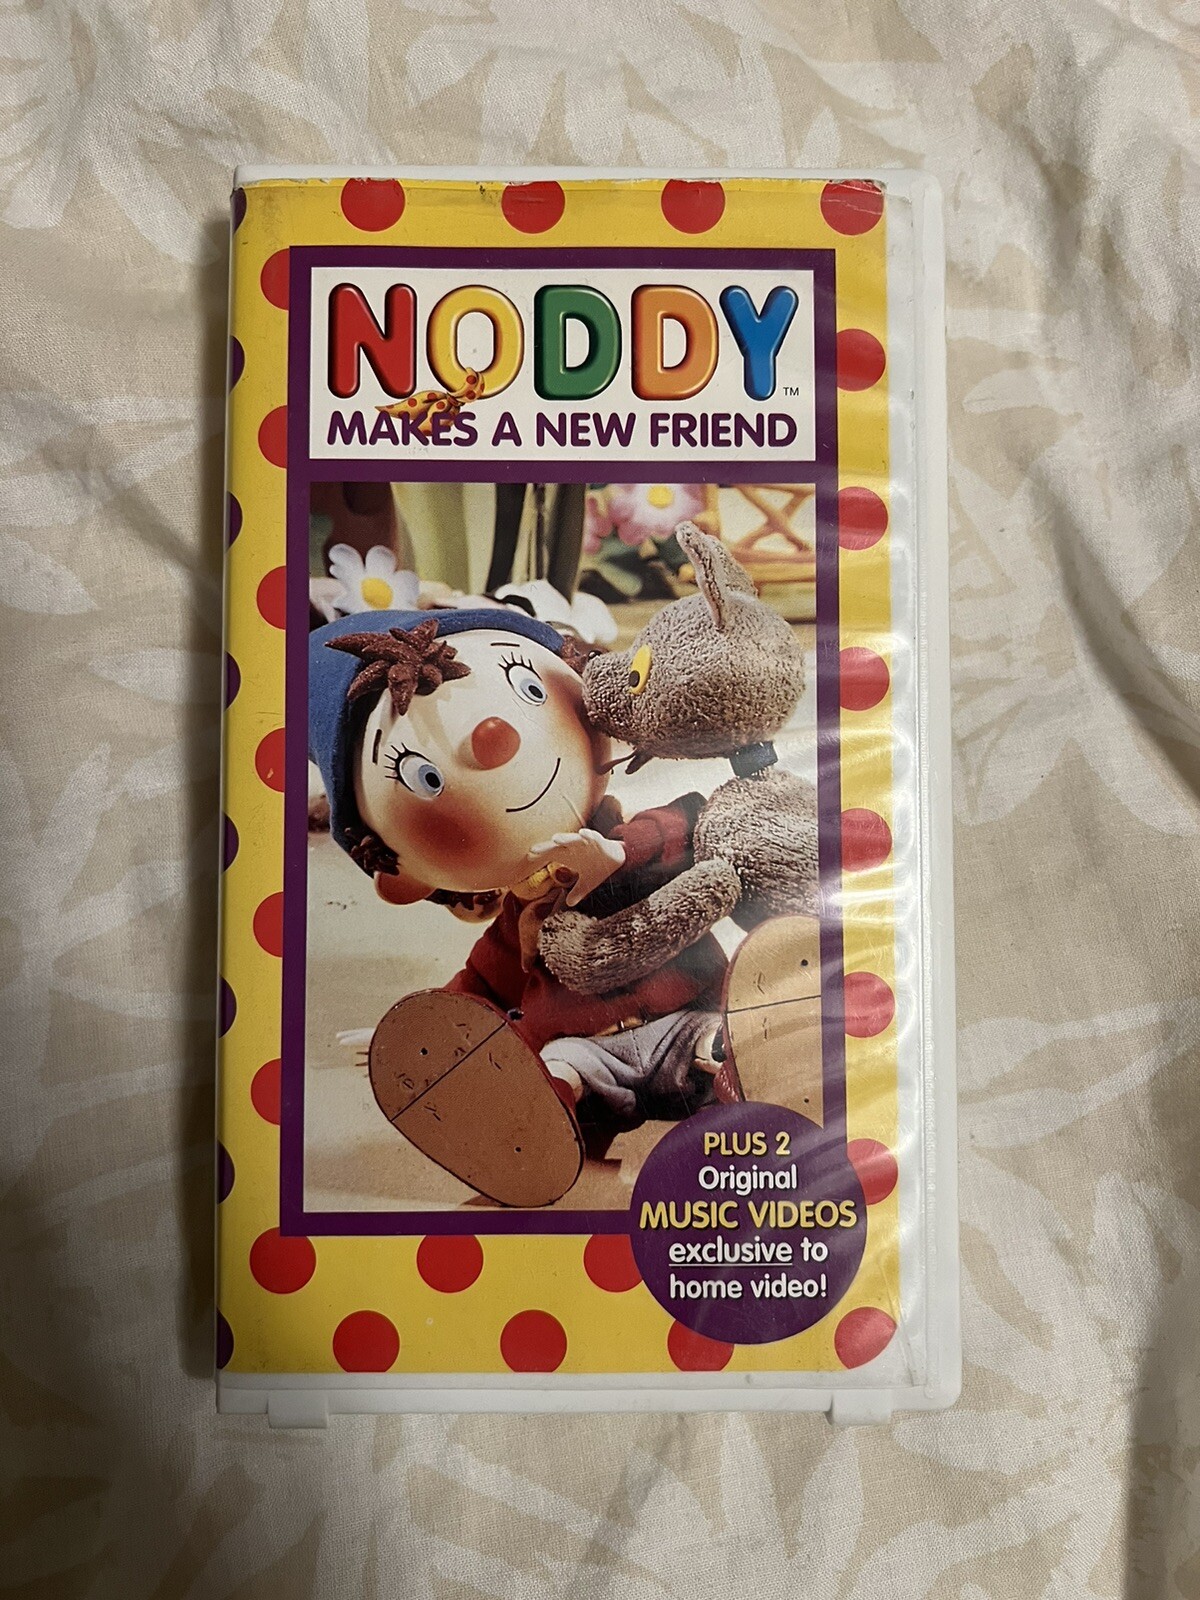 NODDY™
MAKES A NEW FRIEND
PLUS 2
Original
MUSIC VIDEOS
exclusive to
home video!